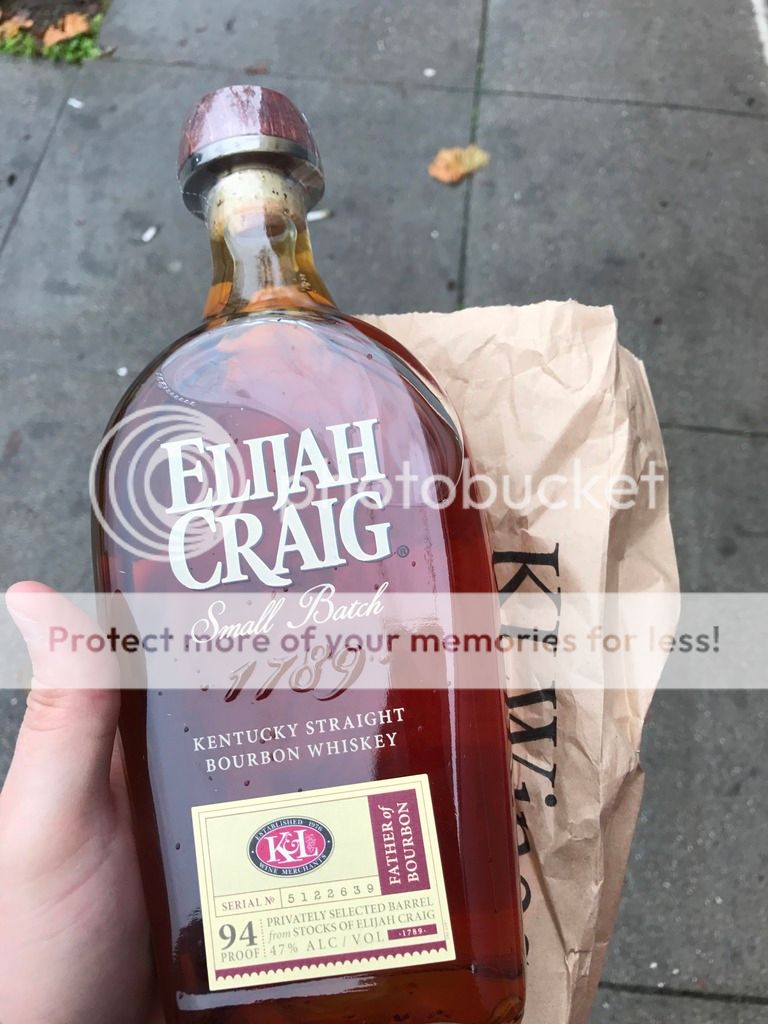 ELIJAH
CRAIG®
Small Batch
1789
KENTUCKY STRAIGHT
BOURBON WHISKEY
ESTABLISHED 1976
K&L
WINE MERCHANTS
FATHER of
BOURBON
SERIAL No 5122639
94
PROOF
PRIVATELY SELECTED BARREL
from STOCKS OF ELIJAH CRAIG
47% ALC / VOL
·1789·
KLWines
photobucket
Protect more of your memories for less!